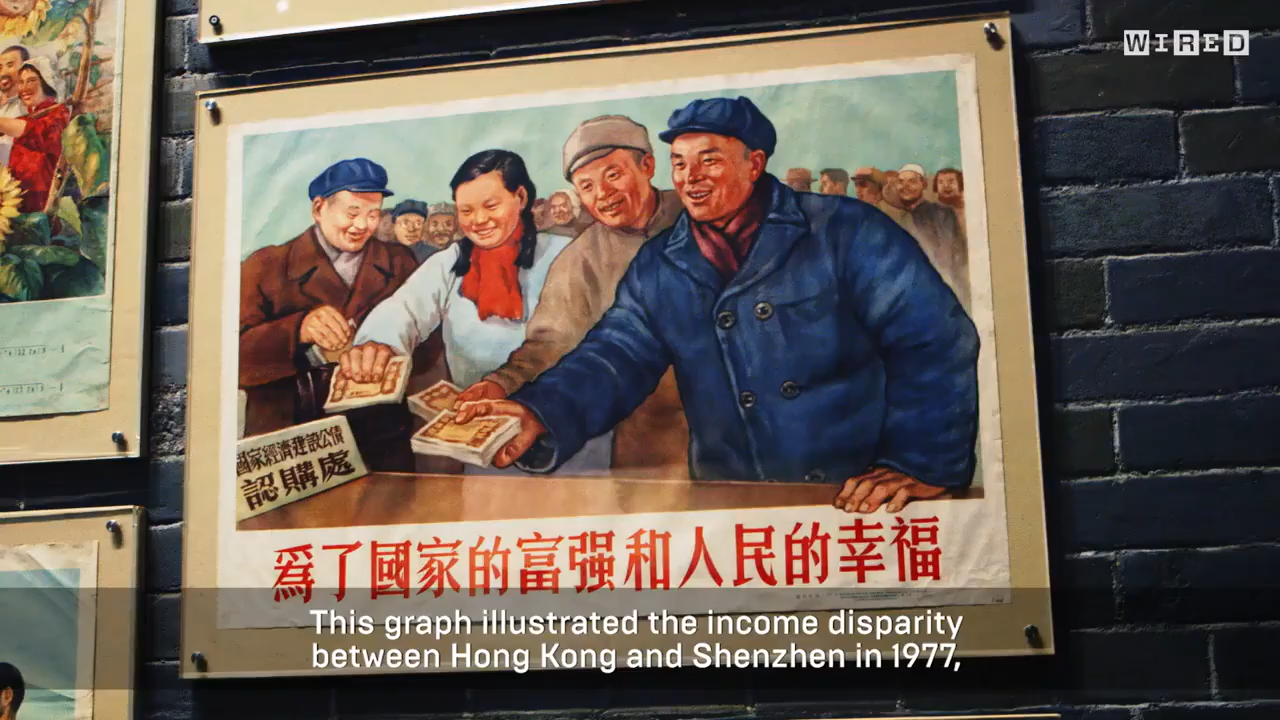 WIRED
國家經濟建設公債
認購處
爲了國家的富强和人民的幸福
This graph illustrated the income disparity
between Hong Kong and Shenzhen in 1977,